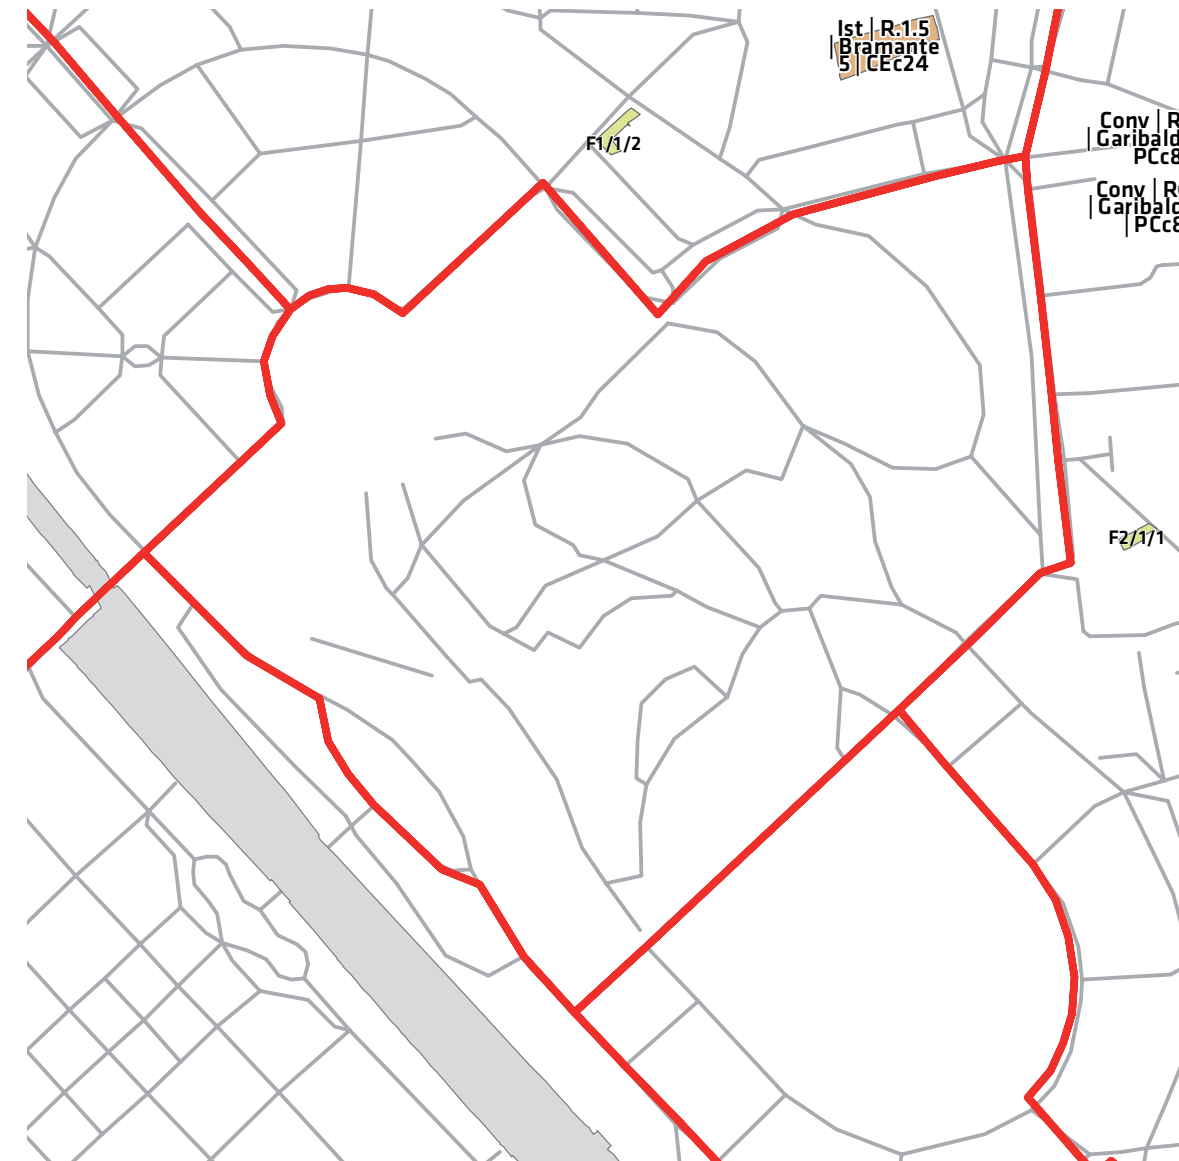 Ist | R.1.5
| Bramante
5 | CEc24
F1/1/2
Conv | R
| Garibald
PCc8
Conv | R
| Garibald
| PCc8
F2/1/1